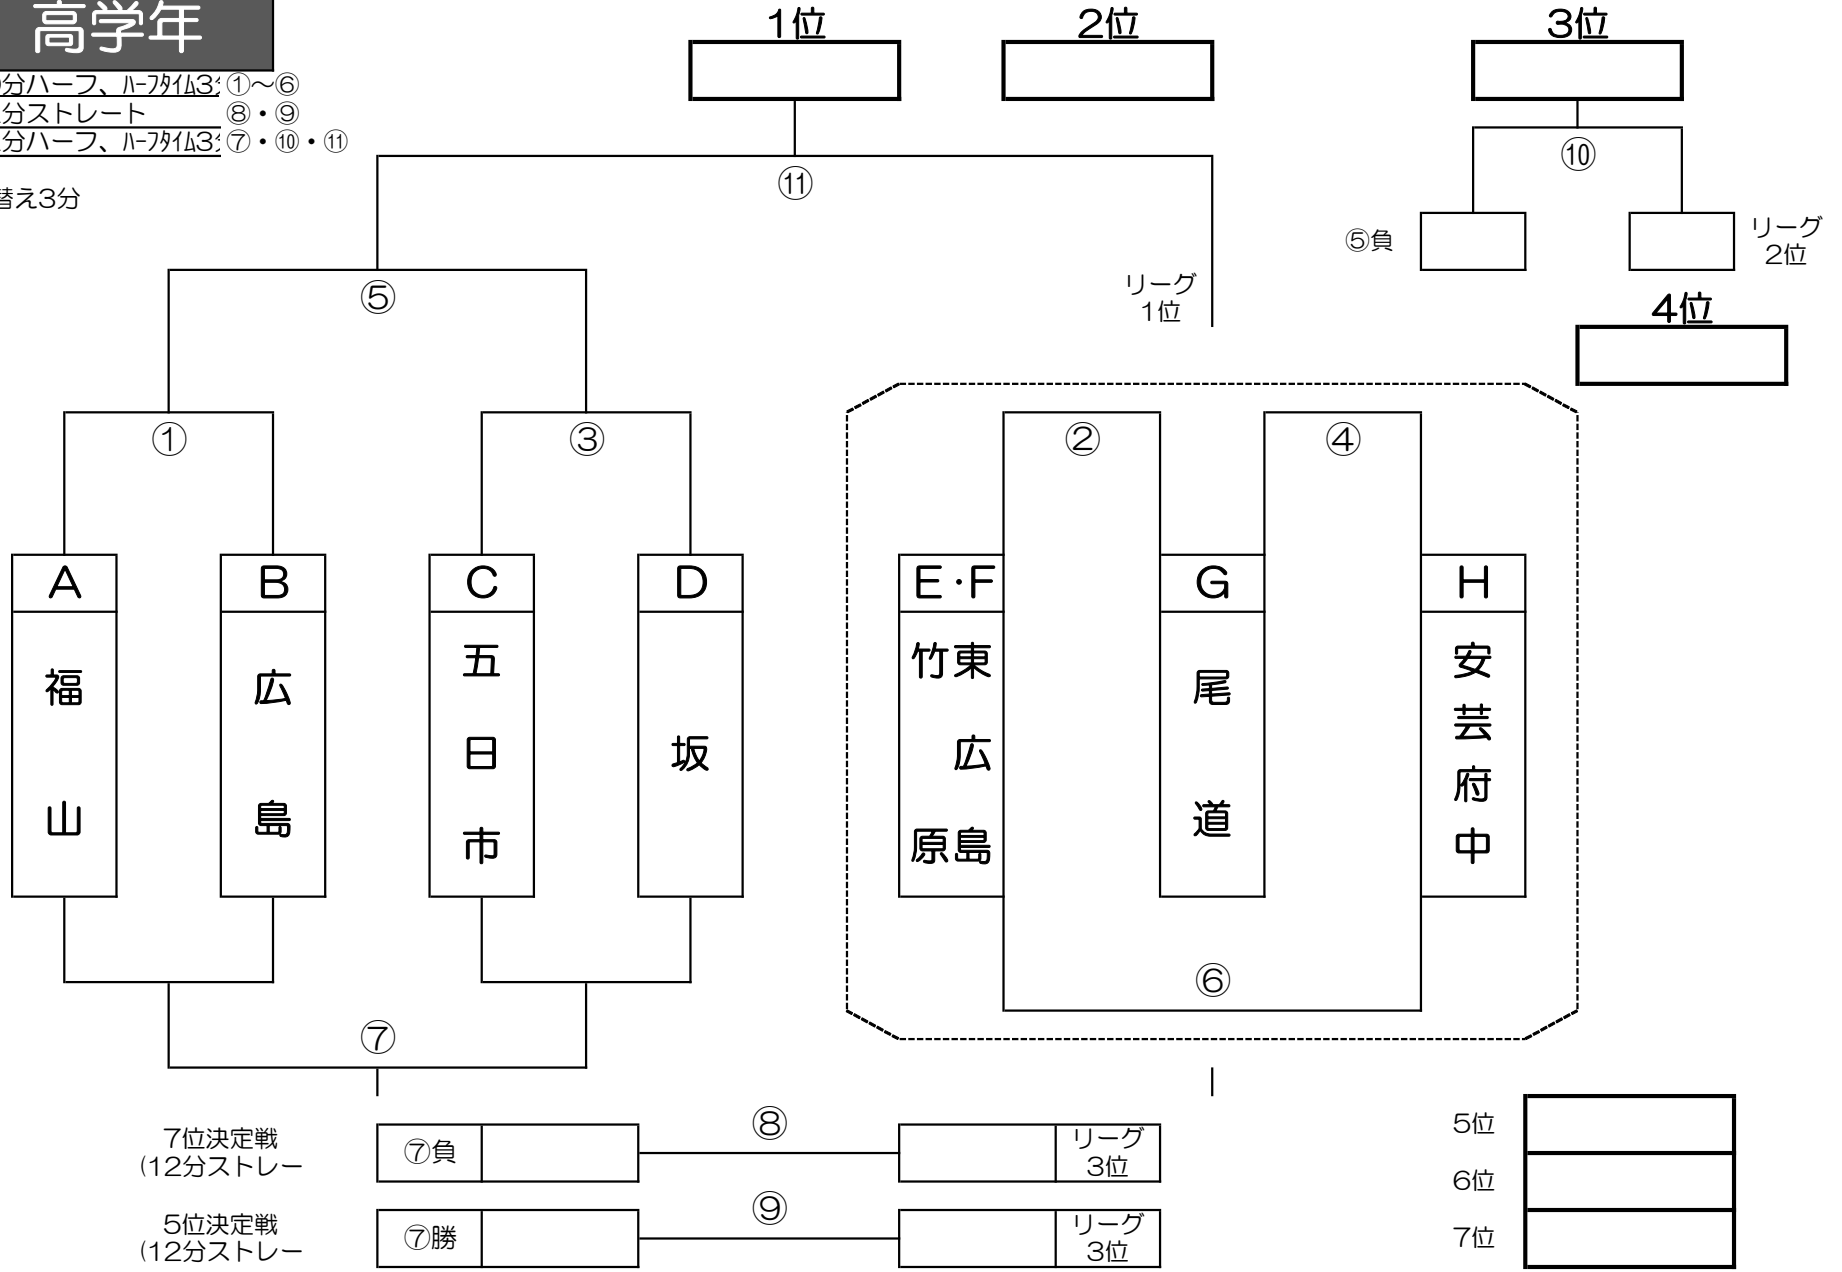 高学年
1位
2位
3位
分ハーフ、ハーフタイム3 ①～⑥
分ストレート ⑧・⑨
分ハーフ、ハーフタイム3 ⑦・⑩・⑪
替え3分
⑪
⑩
⑤負
リーグ
2位
リーグ
1位
⑤
4位
①
③
②
④
A
B
C
D
E・F
G
H
福山
広島
五日市
坂
竹原
東広島
尾道
安芸府中
⑥
⑦
7位決定戦
(12分ストレー
⑦負
⑧
リーグ
3位
5位決定戦
(12分ストレー
⑦勝
⑨
リーグ
3位
5位
6位
7位